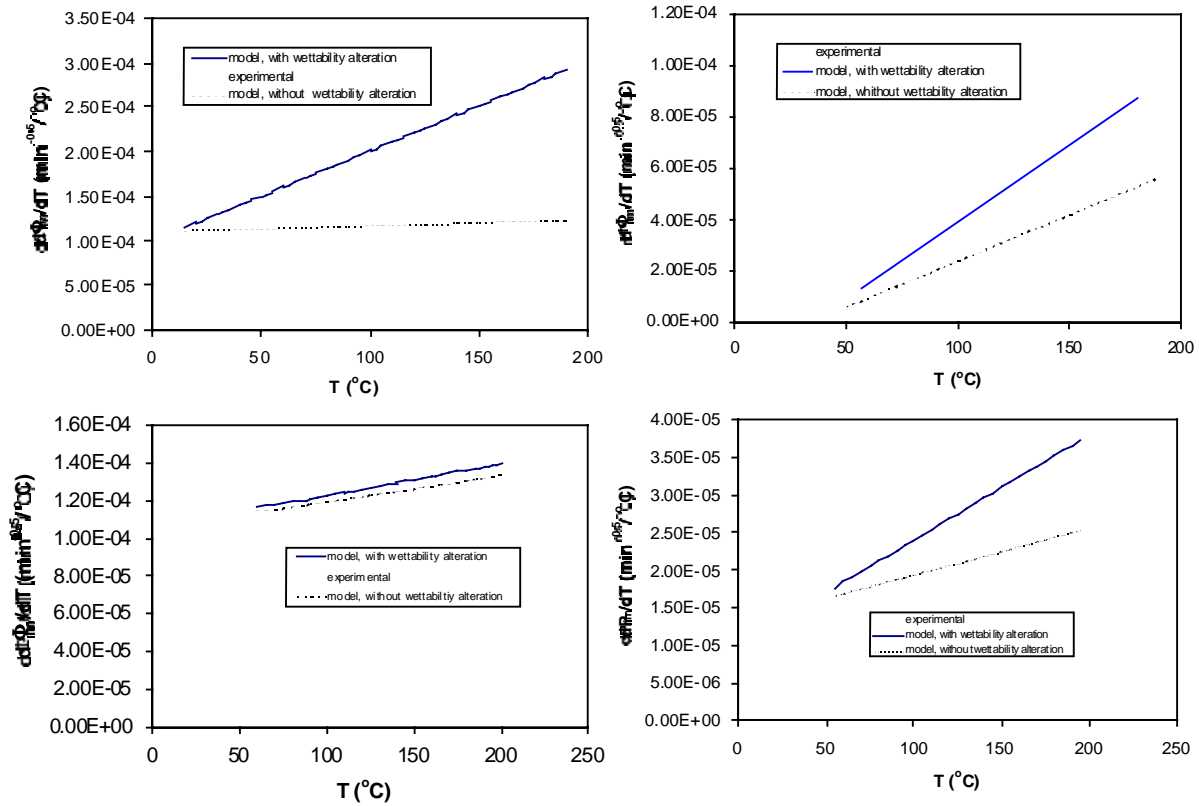 3.50E-04
3.00E-04
2.50E-04
2.00E-04
1.50E-04
1.00E-04
5.00E-05
0.00E+00
0 50 100 150 200
T (°C)
model, with wettability alteration
experimental
model, without wettability alteration
1.20E-04
1.00E-04
8.00E-05
6.00E-05
4.00E-05
2.00E-05
0.00E+00
0 50 100 150 200
T (°C)
experimental
model, with wettability alteration
model, whithout wettability alteration
1.60E-04
1.40E-04
1.20E-04
1.00E-04
8.00E-05
6.00E-05
4.00E-05
2.00E-05
0.00E+00
0 50 100 150 200 250
T (°C)
model, with wettability alteration
experimental
model, without wettabiltiy alteration
4.00E-05
3.50E-05
3.00E-05
2.50E-05
2.00E-05
1.50E-05
1.00E-05
5.00E-06
0.00E+00
0 50 100 150 200 250
T (°C)
experimental
model, with wettability alteration
model, without wettability alteration